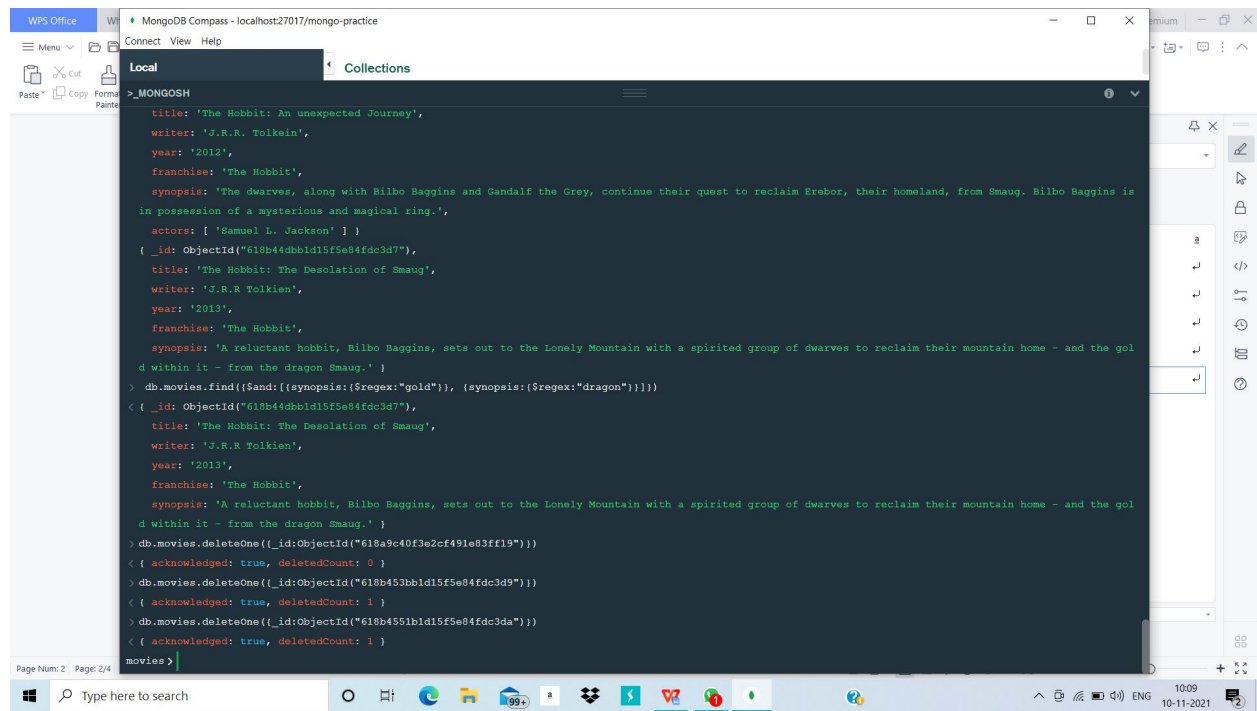 WPS Office
MongoDB Compass - localhost:27017/mongo-practice
emium
Menu
Connect View Help
Cut
Local
Collections
Paste Copy Forma
Painte
>_MONGOSH
title: 'The Hobbit: An unexpected Journey',
writer: 'J.R.R. Tolkein',
year: '2012',
franchise: 'The Hobbit',
synopsis: 'The dwarves, along with Bilbo Baggins and Gandalf the Grey, continue their quest to reclaim Erebor, their homeland, from Smaug. Bilbo Baggins is
in possession of a mysterious and magical ring.',
actors: [ 'Samuel L. Jackson' ] }
{ _id: ObjectId("618b44dbb1d15f5e84fdc3d7"),
title: 'The Hobbit: The Desolation of Smaug',
writer: 'J.R.R Tolkien',
year: '2013',
franchise: 'The Hobbit',
synopsis: 'A reluctant hobbit, Bilbo Baggins, sets out to the Lonely Mountain with a spirited group of dwarves to reclaim their mountain home - and the gol
d within it - from the dragon Smaug.' }
> db.movies.find({$and:[{synopsis:{$regex:"gold"}}, {synopsis:{$regex:"dragon"}}]})
< { _id: ObjectId("618b44dbb1d15f5e84fdc3d7"),
title: 'The Hobbit: The Desolation of Smaug',
writer: 'J.R.R Tolkien',
year: '2013',
franchise: 'The Hobbit',
synopsis: 'A reluctant hobbit, Bilbo Baggins, sets out to the Lonely Mountain with a spirited group of dwarves to reclaim their mountain home - and the gol
d within it - from the dragon Smaug.' }
> db.movies.deleteOne({_id:ObjectId("618a9c40f3e2cf491e83ff19")})
< { acknowledged: true, deletedCount: 0 }
> db.movies.deleteOne({_id:ObjectId("618b453bb1d15f5e84fdc3d9")})
< { acknowledged: true, deletedCount: 1 }
> db.movies.deleteOne({_id:ObjectId("618b4551b1d15f5e84fdc3da")})
< { acknowledged: true, deletedCount: 1 }
movies >
Page Num: 2 Page: 2/4
Type here to search
99+
1
ENG
10:09
10-11-2021
2